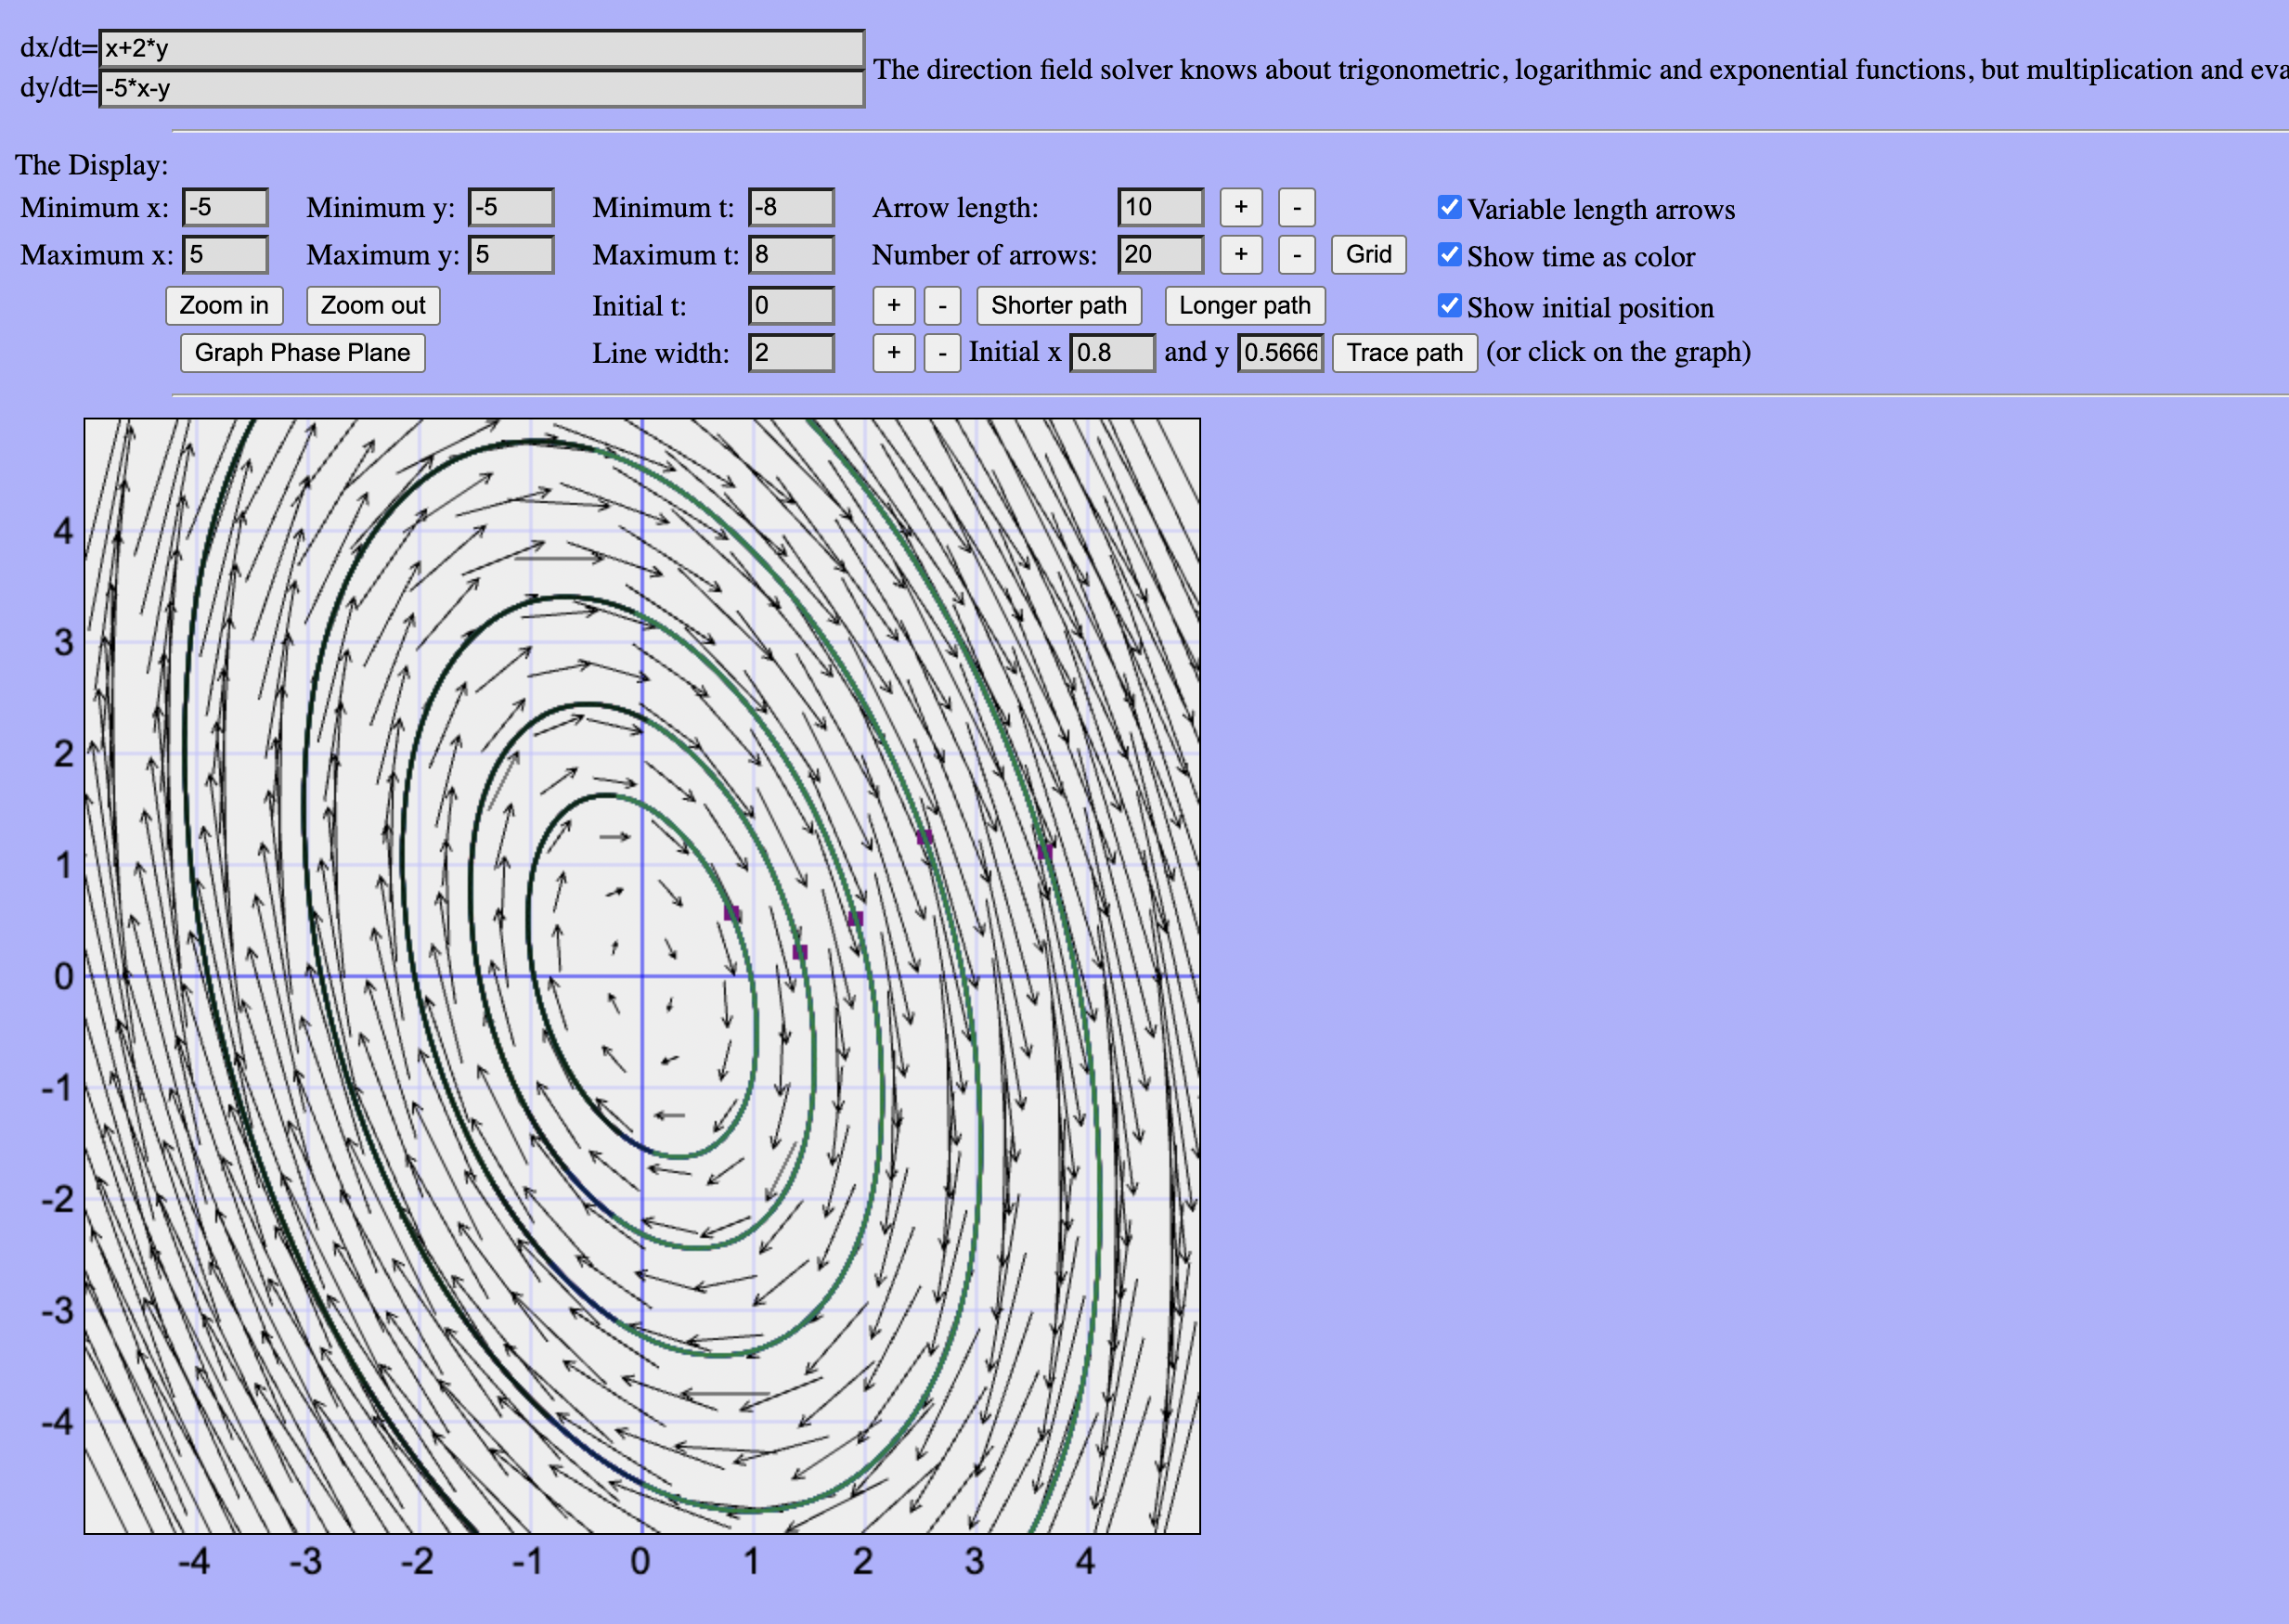 dx/dt= x+2*y
dy/dt= -5*x-y
The direction field solver knows about trigonometric, logarithmic and exponential functions, but multiplication and eva
The Display:
Minimum x: -5 Minimum y: -5 Minimum t: -8 Arrow length: 10 + - Variable length arrows
Maximum x: 5 Maximum y: 5 Maximum t: 8 Number of arrows: 20 + - Grid Show time as color
Zoom in Zoom out Initial t: 0 + - Shorter path Longer path Show initial position
Graph Phase Plane Line width: 2 + - Initial x 0.8 and y 0.5666 Trace path (or click on the graph)
4
3
2
1
0
-1
-2
-3
-4
-4 -3 -2 -1 0 1 2 3 4